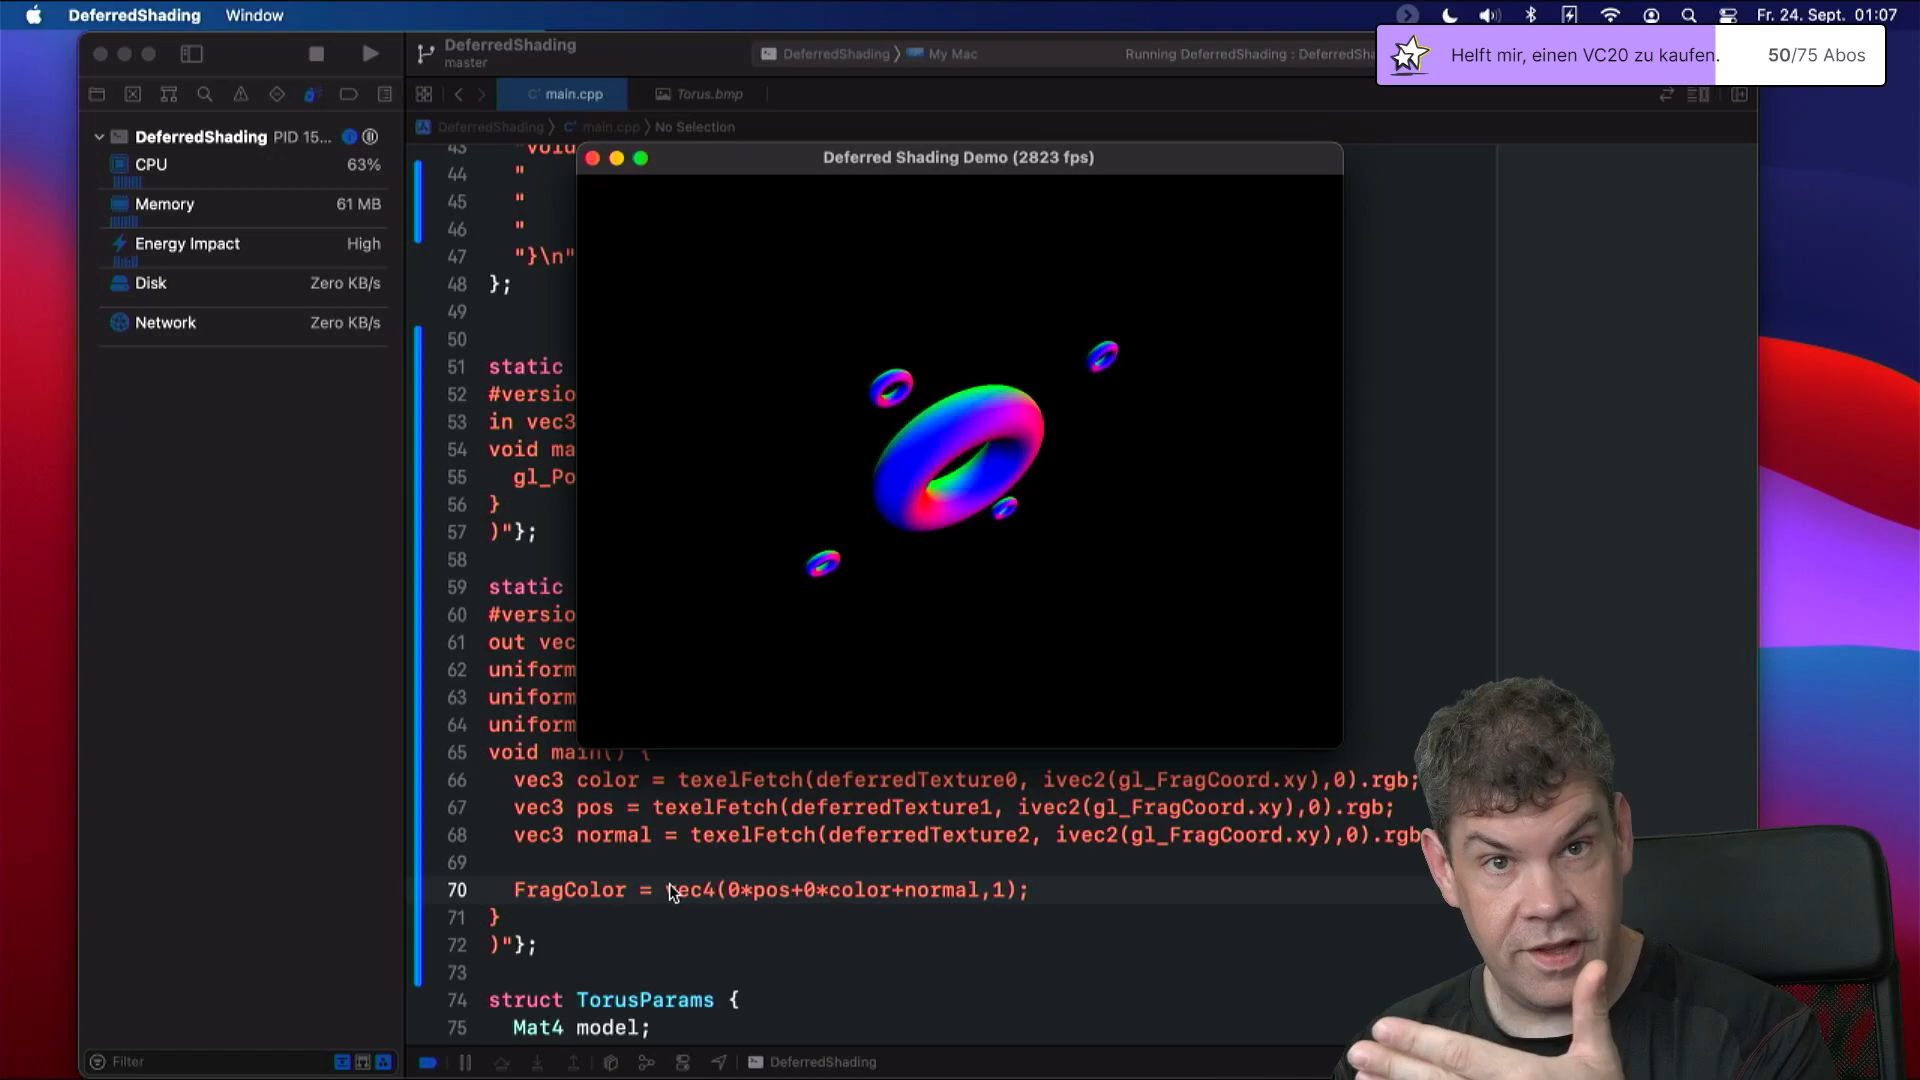 DeferredShading Window Fr. 24. Sept. 01:07
Helft mir, einen VC20 zu kaufen. 50/75 Abos
DeferredShading
master
DeferredShading My Mac Running DeferredShading : DeferredSha
main.cpp Torus.bmp
DeferredShading main.cpp No Selection
DeferredShading PID 15...
CPU 63%
Memory 61 MB
Energy Impact High
Disk Zero KB/s
Network Zero KB/s
Filter
Deferred Shading Demo (2823 fps)
43 "void
44 "
45 "
46 "
47 "}\n"
48 };
49
50
51 static
52 #versio
53 in vec3
54 void ma
55 gl_Po
56 }
57 )"};
58
59 static
60 #versio
61 out vec
62 uniform
63 uniform
64 uniform
65 void main() {
66 vec3 color = texelFetch(deferredTexture0, ivec2(gl_FragCoord.xy),0).rgb;
67 vec3 pos = texelFetch(deferredTexture1, ivec2(gl_FragCoord.xy),0).rgb;
68 vec3 normal = texelFetch(deferredTexture2, ivec2(gl_FragCoord.xy),0).rgb
69
70 FragColor = vec4(0*pos+0*color+normal,1);
71 }
72 )"};
73
74 struct TorusParams {
75 Mat4 model;
DeferredShading